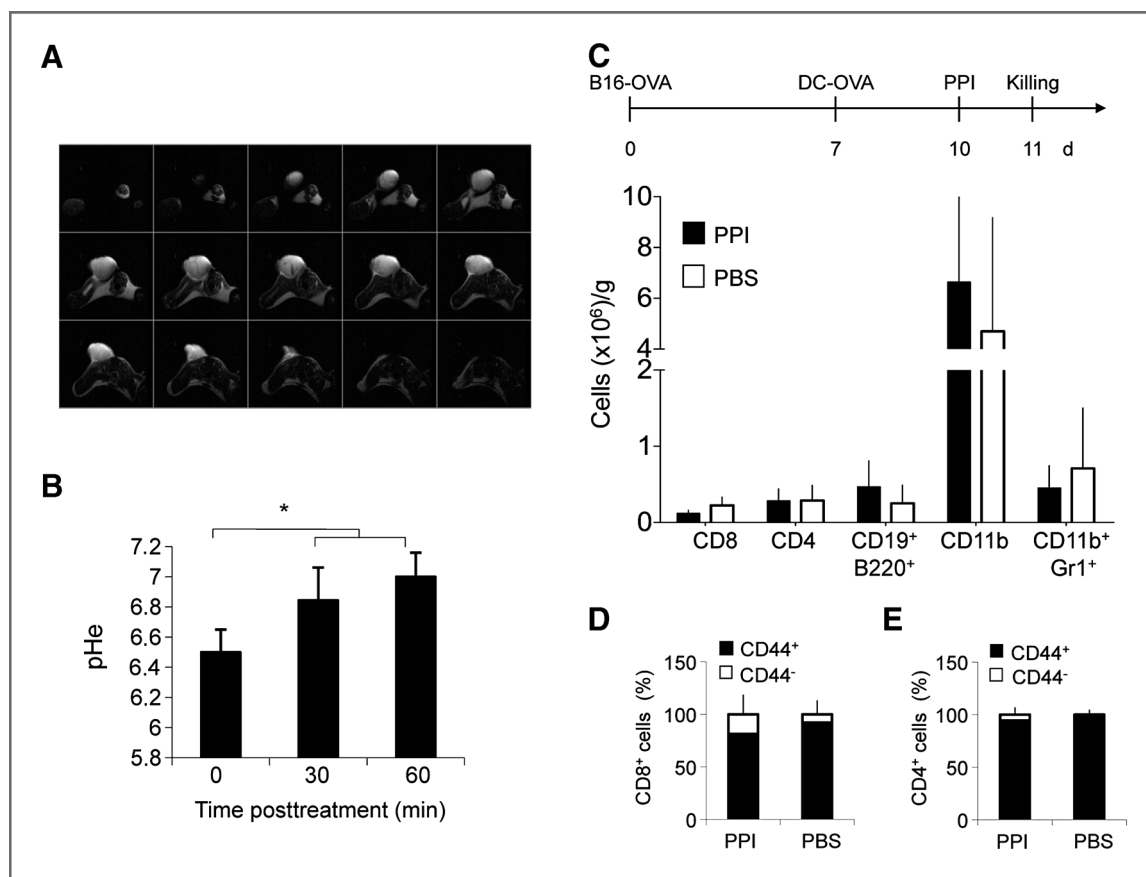 A
B
pHe
7.2
7
6.8
6.6
6.4
6.2
6
5.8
*
0 30 60
Time posttreatment (min)
C
B16-OVA DC-OVA PPI Killing
0 7 10 11 d
Cells (x10⁶)/g
10
8
6
4
2
1
0
PPI
PBS
CD8 CD4 CD19⁺ CD11b CD11b⁺
B220⁺ Gr1⁺
D
CD44⁺
CD44⁻
CD8⁺ cells (%)
150
100
50
0
PPI PBS
E
CD44⁺
CD44⁻
CD4⁺ cells (%)
150
100
50
0
PPI PBS